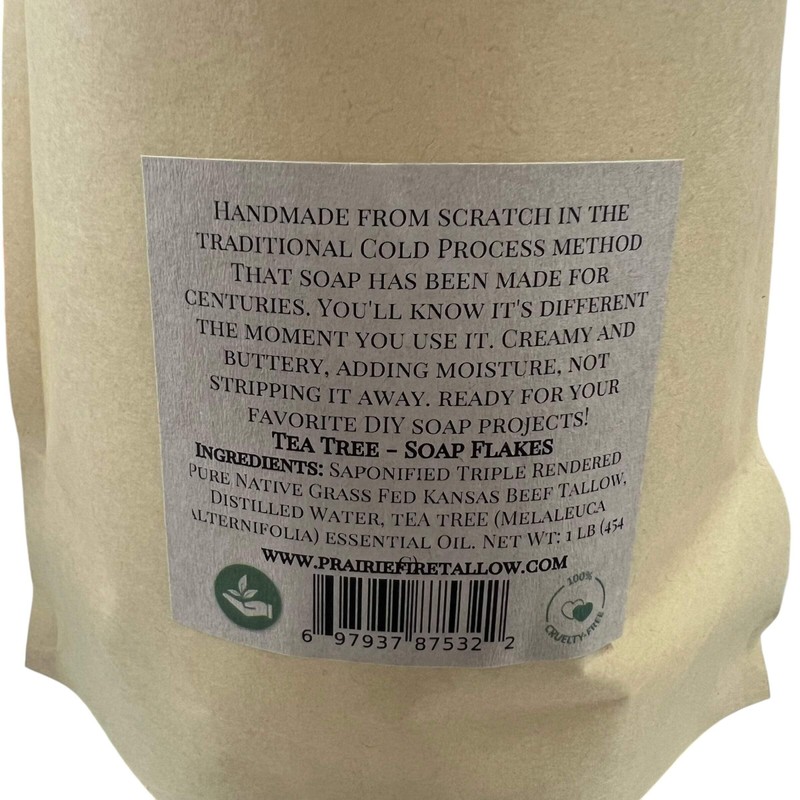 HANDMADE FROM SCRATCH IN THE
TRADITIONAL COLD PROCESS METHOD
THAT SOAP HAS BEEN MADE FOR
CENTURIES. YOU'LL KNOW IT'S DIFFERENT
THE MOMENT YOU USE IT. CREAMY AND
BUTTERY, ADDING MOISTURE, NOT
STRIPPING IT AWAY. READY FOR YOUR
FAVORITE DIY SOAP PROJECTS!
TEA TREE – SOAP FLAKES
INGREDIENTS: SAPONIFIED TRIPLE RENDERED
PURE NATIVE GRASS FED KANSAS BEEF TALLOW,
DISTILLED WATER, TEA TREE (MELALEUCA
ALTERNIFOLIA) ESSENTIAL OIL. NET WT: 1 LB (454
G)
WWW.PRAIRIEFIRETALLOW.COM
100%
CRUELTY-FREE
6 97937 87532 2